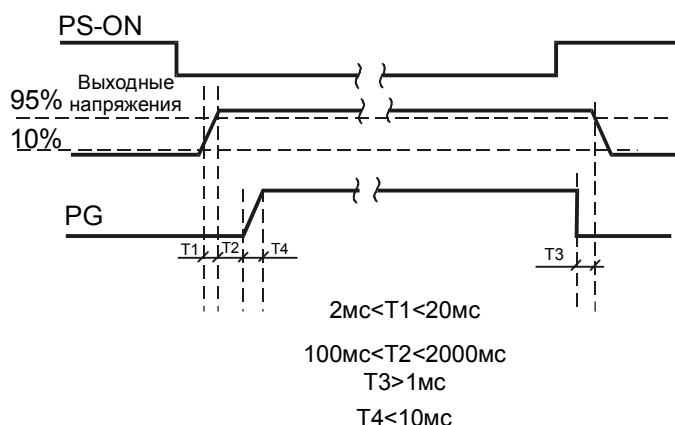 PS-ON
Выходные
95% напряжения
10%
PG
T1 T2 T4 T3
2мс<T1<20мс
100мс<T2<2000мс
T3>1мс
T4<10мс